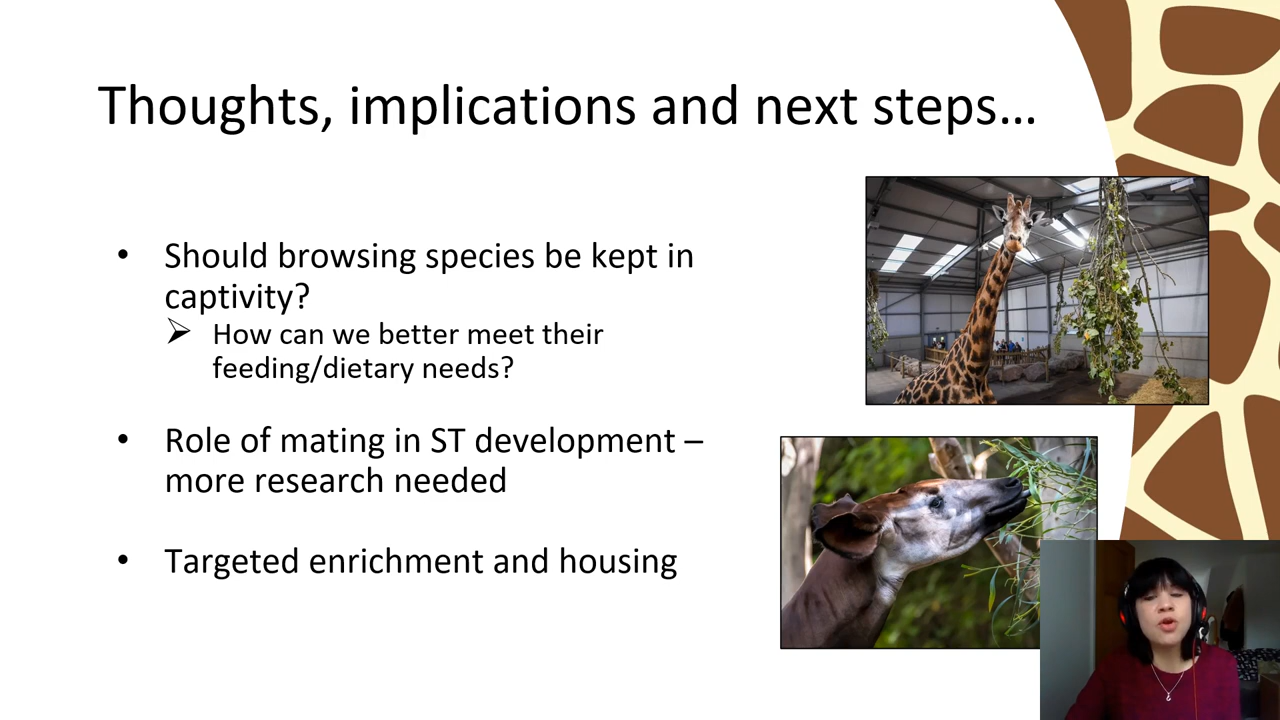 Thoughts, implications and next steps…
• Should browsing species be kept in
captivity?
➢ How can we better meet their
feeding/dietary needs?
• Role of mating in ST development –
more research needed
• Targeted enrichment and housing